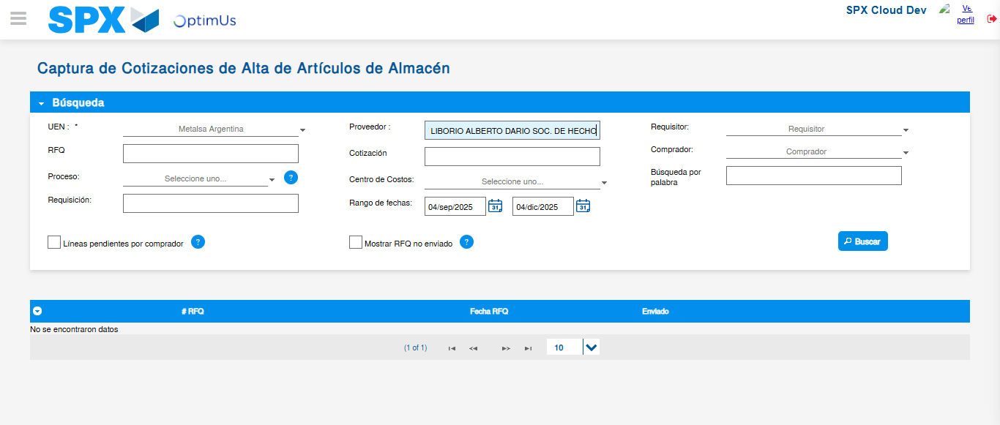 SPX OptimUs
SPX Cloud Dev
Ve
perfil
Captura de Cotizaciones de Alta de Artículos de Almacén
Búsqueda
UEN : * Metalsa Argentina
Proveedor : LIBORIO ALBERTO DARIO SOC. DE HECHO
Requisitor: Requisitor
RFQ
Cotización
Comprador: Comprador
Proceso: Seleccione uno... ?
Centro de Costos: Seleccione uno...
Búsqueda por
palabra
Requisición:
Rango de fechas: 04/sep/2025 31 04/dic/2025 31
Líneas pendientes por comprador ?
Mostrar RFQ no enviado ?
Buscar
# RFQ Fecha RFQ Enviado
No se encontraron datos
(1 of 1) 10